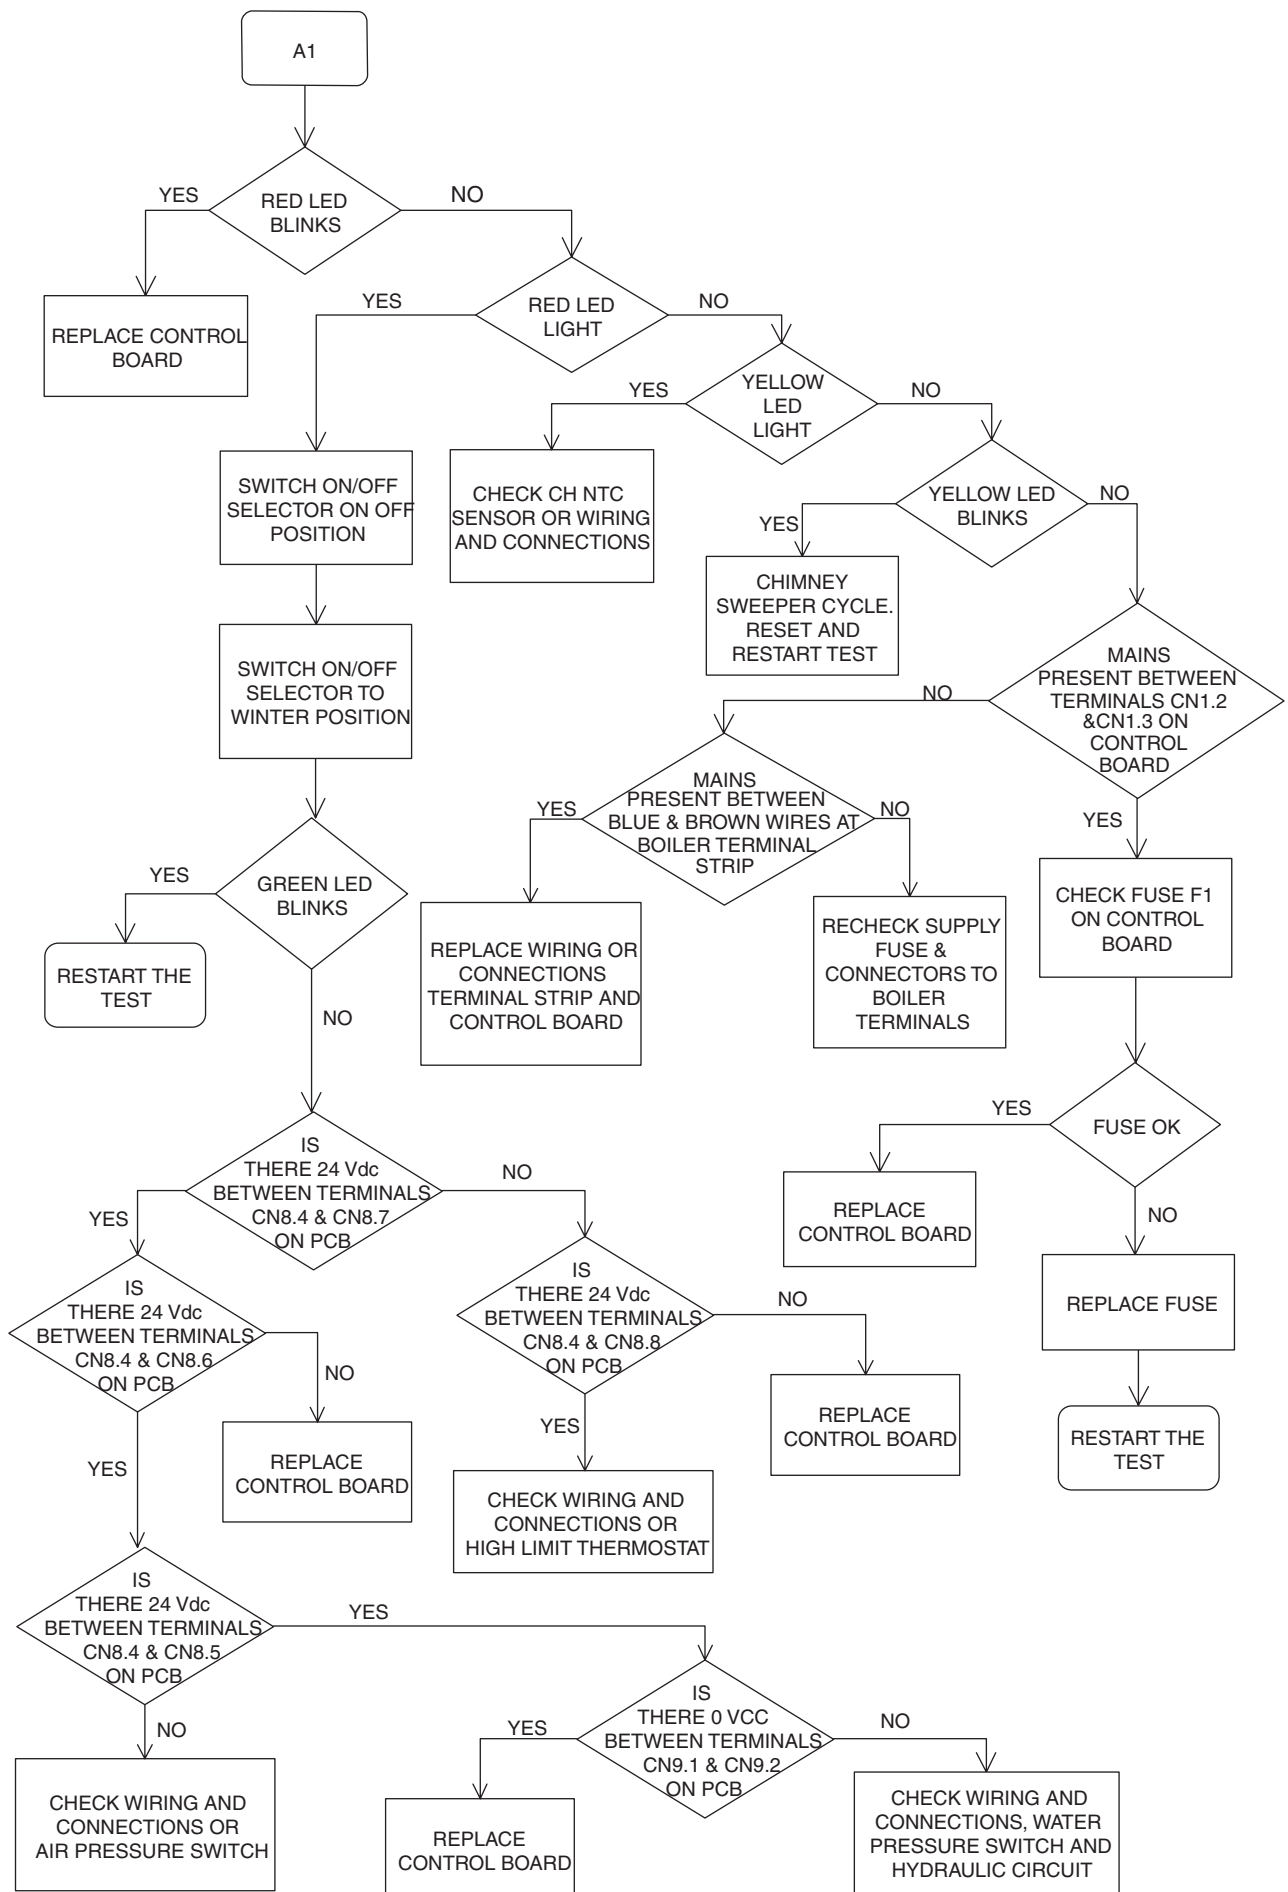 A1
YES
NO
RED LED
BLINKS
REPLACE CONTROL
BOARD
YES
RED LED
LIGHT
NO
YES
YELLOW
LED
LIGHT
NO
SWITCH ON/OFF
SELECTOR ON OFF
POSITION
CHECK CH NTC
SENSOR OR WIRING
AND CONNECTIONS
YES
YELLOW LED
BLINKS
NO
CHIMNEY
SWEEPER CYCLE.
RESET AND
RESTART TEST
SWITCH ON/OFF
SELECTOR TO
WINTER POSITION
NO
MAINS
PRESENT BETWEEN
TERMINALS CN1.2
&CN1.3 ON
CONTROL
BOARD
YES
YES
MAINS
PRESENT BETWEEN
BLUE & BROWN WIRES AT
BOILER TERMINAL
STRIP
NO
YES
GREEN LED
BLINKS
RESTART THE
TEST
NO
REPLACE WIRING OR
CONNECTIONS
TERMINAL STRIP AND
CONTROL BOARD
RECHECK SUPPLY
FUSE &
CONNECTORS TO
BOILER
TERMINALS
CHECK FUSE F1
ON CONTROL
BOARD
YES
FUSE OK
NO
REPLACE
CONTROL BOARD
REPLACE FUSE
RESTART THE
TEST
YES
IS
THERE 24 Vdc
BETWEEN TERMINALS
CN8.4 & CN8.7
ON PCB
NO
IS
THERE 24 Vdc
BETWEEN TERMINALS
CN8.4 & CN8.6
ON PCB
NO
YES
REPLACE
CONTROL BOARD
IS
THERE 24 Vdc
BETWEEN TERMINALS
CN8.4 & CN8.8
ON PCB
NO
YES
REPLACE
CONTROL BOARD
CHECK WIRING AND
CONNECTIONS OR
HIGH LIMIT THERMOSTAT
IS
THERE 24 Vdc
BETWEEN TERMINALS
CN8.4 & CN8.5
ON PCB
YES
NO
CHECK WIRING AND
CONNECTIONS OR
AIR PRESSURE SWITCH
YES
IS
THERE 0 VCC
BETWEEN TERMINALS
CN9.1 & CN9.2
ON PCB
NO
REPLACE
CONTROL BOARD
CHECK WIRING AND
CONNECTIONS, WATER
PRESSURE SWITCH AND
HYDRAULIC CIRCUIT